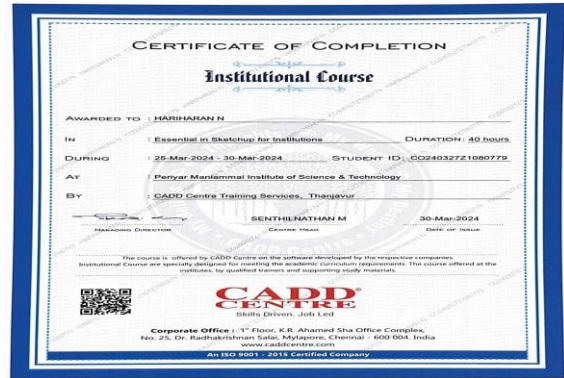 CERTIFICATE OF COMPLETION
Institutional Course
AWARDED TO : HARIHARAN N
IN : Essential in Sketchup for Institutions DURATION: 40 hours
DURING : 25-Mar-2024 - 30-Mar-2024 STUDENT ID: CO240327Z1080779
AT : Periyar Maniammai Institute of Science & Technology
BY : CADD Centre Training Services, Thanjavur
SENTHILNATHAN M 30-Mar-2024
MANAGING DIRECTOR CENTRE HEAD DATE OF ISSUE
The course is offered by CADD Centre on the software developed by the respective companies.
Institutional Course are specially designed for meeting the academic curriculum requirements. The course offered at the
institutes, by qualified trainers and supporting study materials.
CADD
CENTRE
Skills Driven. Job Led
Corporate Office : 1st Floor, K.R. Ahamed Sha Office Complex,
No. 25, Dr. Radhakrishnan Salai, Mylapore, Chennai - 600 004. India
www.caddcentre.com
An ISO 9001 - 2015 Certified Company